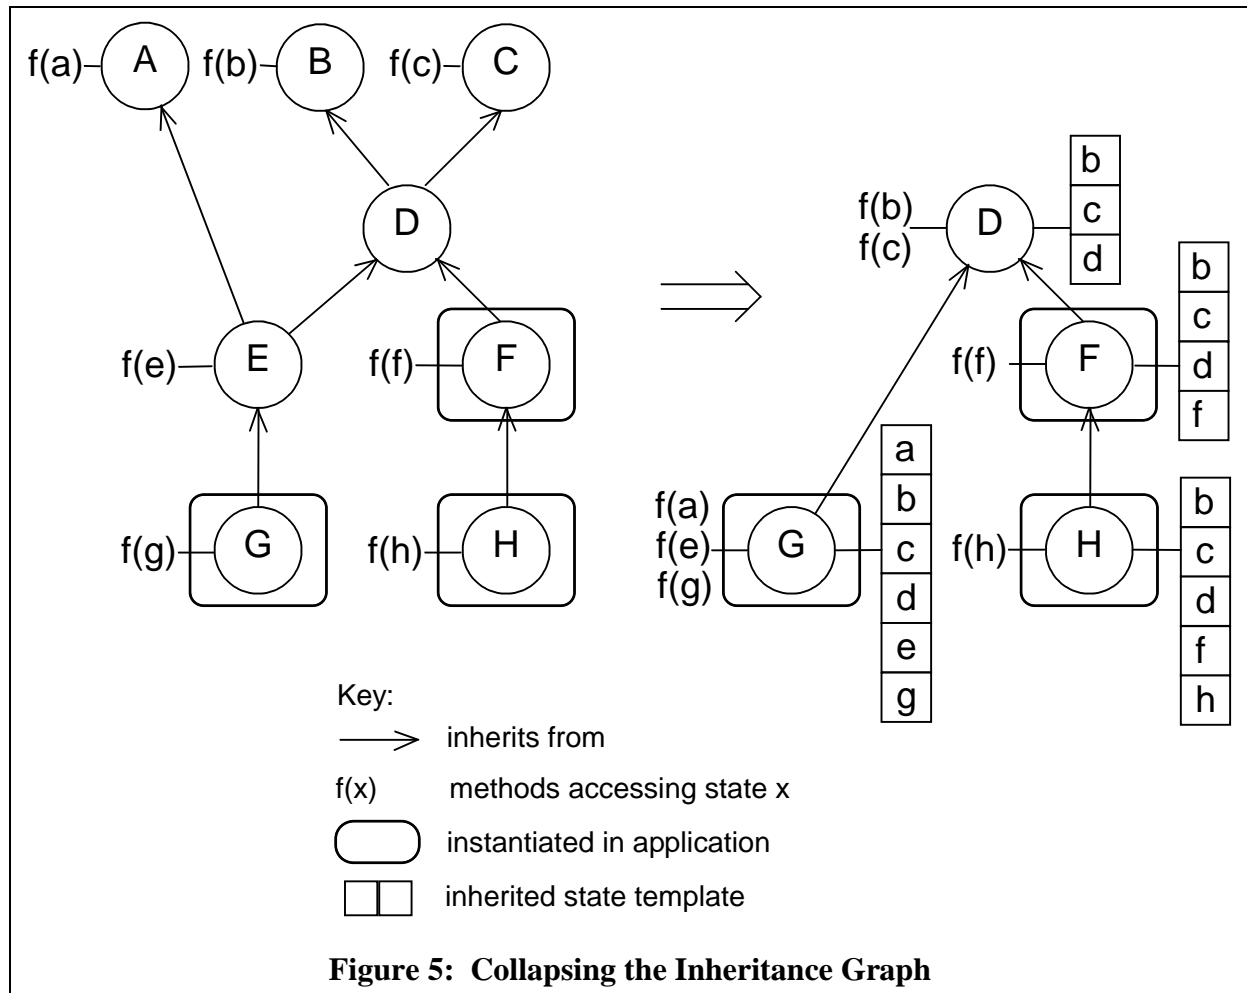 f(a) A f(b) B f(c) C
D
f(e) E f(f) F
f(g) G f(h) H
b
c
d
f(b)
f(c)
D
b
c
d
f
f(f) F
a
b
c
d
e
g
f(a)
f(e)
f(g)
G
b
c
d
f
h
f(h) H
Key:
inherits from
f(x) methods accessing state x
instantiated in application
inherited state template
Figure 5: Collapsing the Inheritance Graph